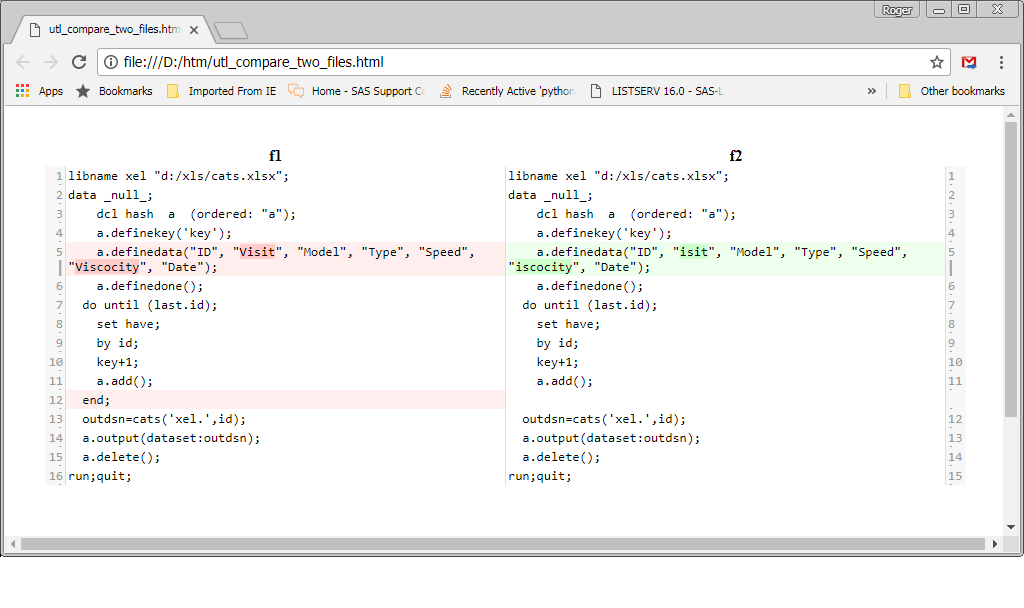 Roger
utl_compare_two_files.htm
file:///D:/htm/utl_compare_two_files.html
Apps Bookmarks Imported From IE Home - SAS Support Recently Active 'python LISTSERV 16.0 - SAS-L » Other bookmarks
f1 f2
1 libname xel "d:/xls/cats.xlsx"; libname xel "d:/xls/cats.xlsx"; 1
2 data _null_; data _null_; 2
3 dcl hash a (ordered: "a"); dcl hash a (ordered: "a"); 3
4 a.definekey('key'); a.definekey('key'); 4
5 a.definedata("ID", "Visit", "Model", "Type", "Speed", a.definedata("ID", "isit", "Model", "Type", "Speed", 5
"Viscocity", "Date"); "iscocity", "Date");
6 a.definedone(); a.definedone(); 6
7 do until (last.id); do until (last.id); 7
8 set have; set have; 8
9 by id; by id; 9
10 key+1; key+1; 10
11 a.add(); a.add(); 11
12 end;
13 outdsn=cats('xel.',id); outdsn=cats('xel.',id); 12
14 a.output(dataset:outdsn); a.output(dataset:outdsn); 13
15 a.delete(); a.delete(); 14
16 run;quit; run;quit; 15